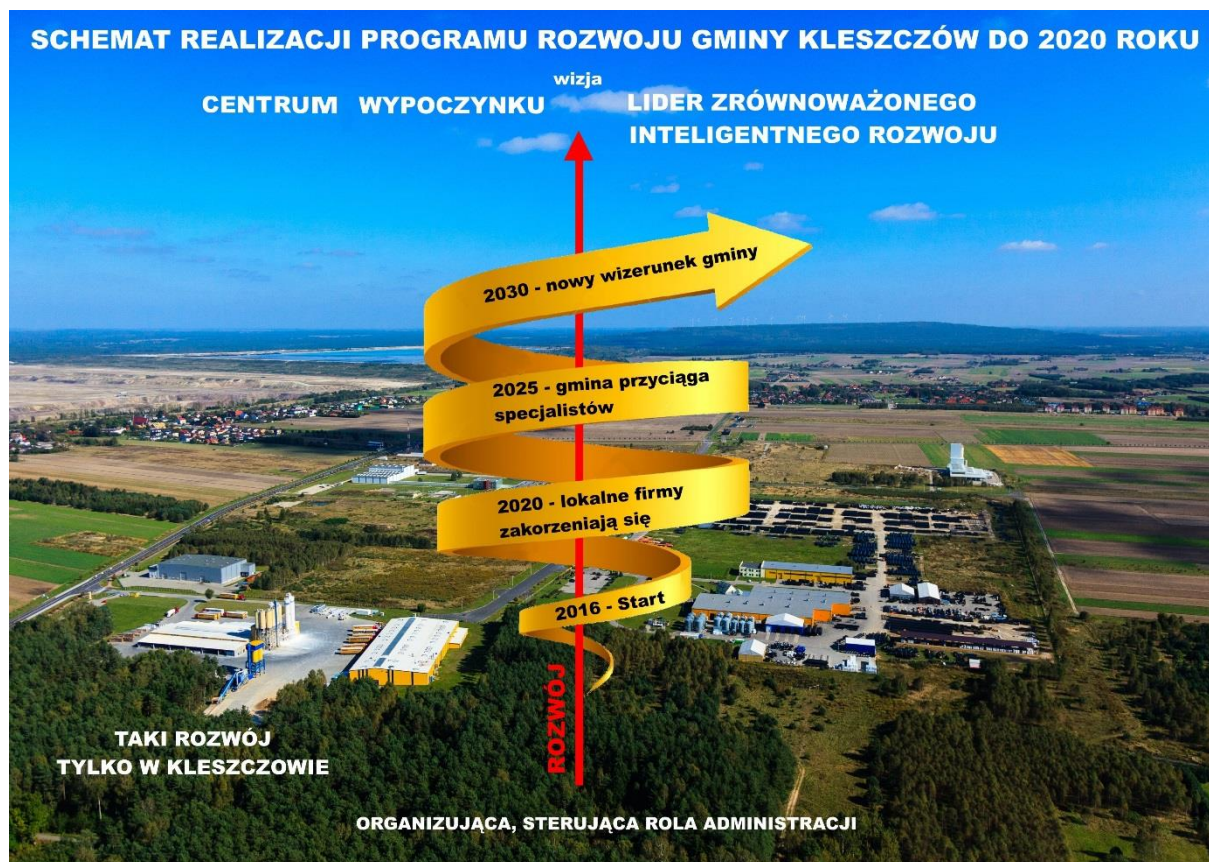 SCHEMAT REALIZACJI PROGRAMU ROZWOJU GMINY KLESZCZÓW DO 2020 ROKU
wizja
CENTRUM WYPOCZYNKU
LIDER ZRÓWNOWAŻONEGO
INTELIGENTNEGO ROZWOJU
2030 - nowy wizerunek gminy
2025 - gmina przyciąga
specjalistów
2020 - lokalne firmy
zakorzeniają się
2016 - Start
ROZWÓJ
TAKI ROZWÓJ
TYLKO W KLESZCZOWIE
ORGANIZUJĄCA, STERUJĄCA ROLA ADMINISTRACJI